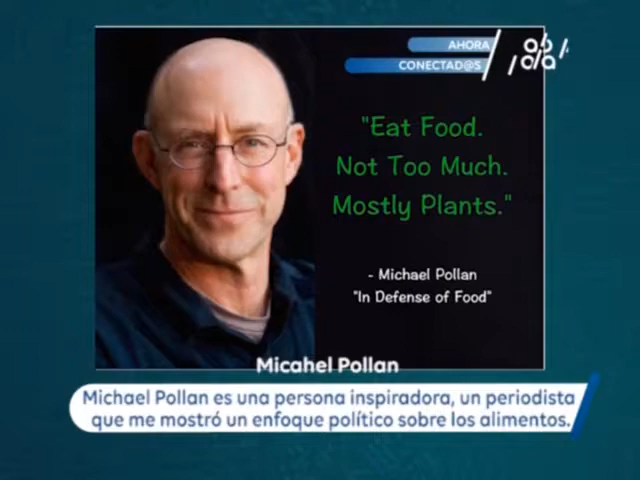 AHORA
CONECTAD@S
"Eat Food.
Not Too Much.
Mostly Plants."
- Michael Pollan
"In Defense of Food"
Micahel Pollan
Michael Pollan es una persona inspiradora, un periodista
que me mostró un enfoque político sobre los alimentos.